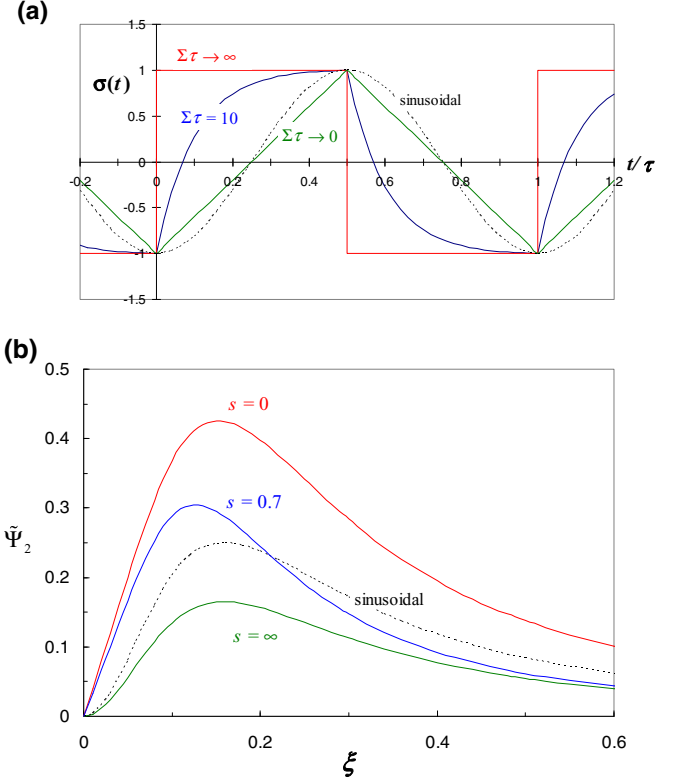 (a)
1.5
Στ → ∞
1
σ(t)
sinusoidal
0.5
Στ = 10
Στ → 0
t/τ
0
-0.2 0 0.2 0.4 0.6 0.8 1 1.2
-0.5
-1
-1.5
(b)
0.5
s = 0
0.4
s = 0.7
0.3
Ψ̃₂
0.2
sinusoidal
0.1
s = ∞
0
0 0.2 0.4 0.6
ξ